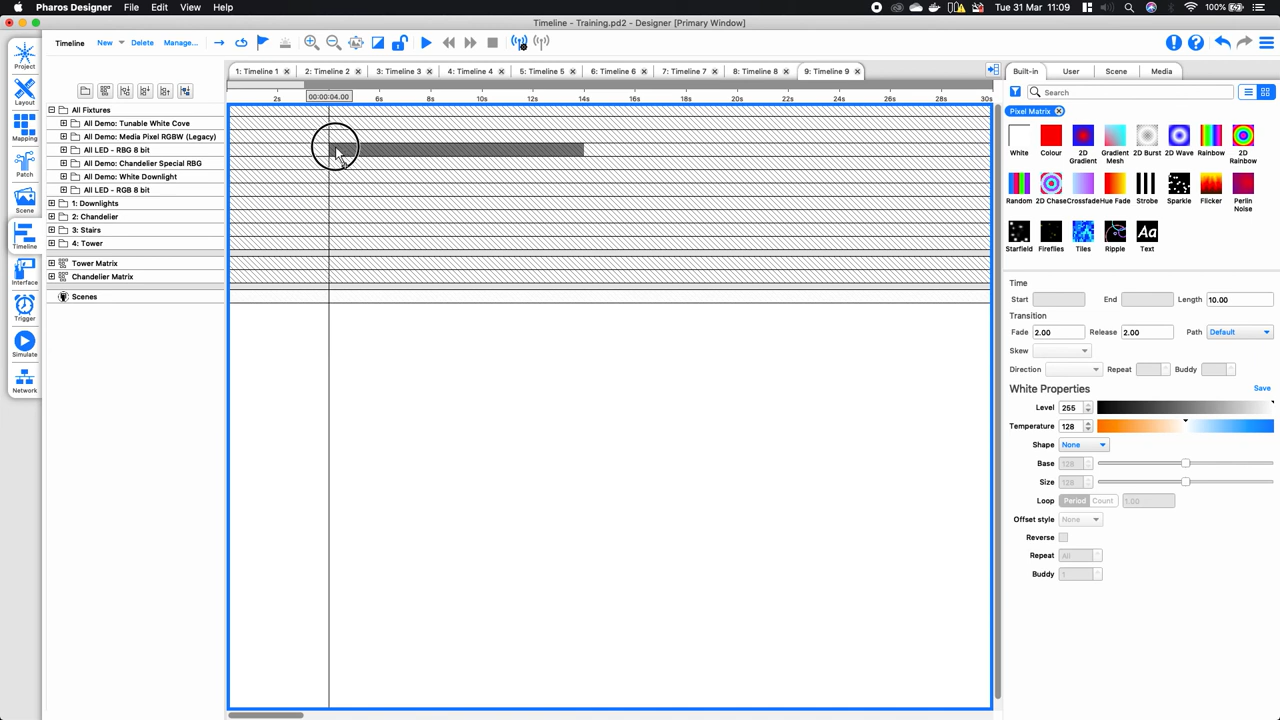 Pharos Designer File Edit View Help Tue 31 Mar 11:09 100%
Timeline - Training.pd2 - Designer [Primary Window]
Timeline New Delete Manage...
Project
Layout
Mapping
Patch
Scene
Timeline
Interface
Trigger
Simulate
Network
1: Timeline 1 2: Timeline 2 3: Timeline 3 4: Timeline 4 5: Timeline 5 6: Timeline 6 7: Timeline 7 8: Timeline 8 9: Timeline 9
2s 00:00:04.00 6s 8s 10s 12s 14s 16s 18s 20s 22s 24s 26s 28s 30s
All Fixtures
All Demo: Tunable White Cove
All Demo: Media Pixel RGBW (Legacy)
All LED - RBG 8 bit
All Demo: Chandelier Special RBG
All Demo: White Downlight
All LED - RGB 8 bit
1: Downlights
2: Chandelier
3: Stairs
4: Tower
Tower Matrix
Chandelier Matrix
Scenes
Built-in User Scene Media
Search
Pixel Matrix
White Colour 2D Gradient Gradient Mesh 2D Burst 2D Wave Rainbow 2D Rainbow
Random 2D Chase Crossfade Hue Fade Strobe Sparkle Flicker Perlin Noise
Starfield Fireflies Tiles Ripple Text
Aa
Time
Start End Length 10.00
Transition
Fade 2.00 Release 2.00 Path Default
Skew
Direction Repeat Buddy
White Properties Save
Level 255
Temperature 128
Shape None
Base 128
Size 128
Loop Period Count 1.00
Offset style None
Reverse
Repeat All
Buddy 1